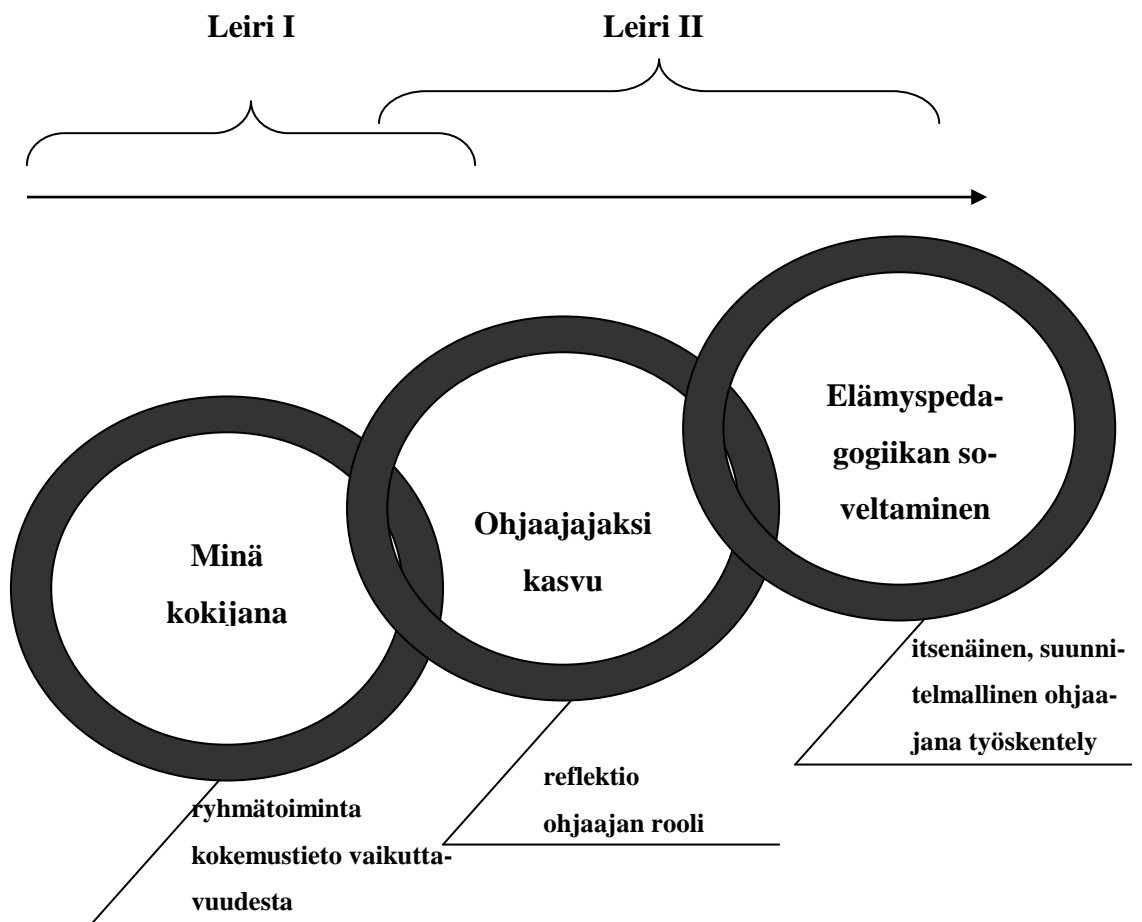 Leiri I
Leiri II
Minä
kokijana
Ohjaajajaksi
kasvu
Elämyspeda-
gogiikan so-
veltaminen
ryhmätoiminta
kokemustieto vaikutta-
vuudesta
reflektio
ohjaajan rooli
itsenäinen, suunni-
telmallinen ohjaa-
jana työskentely